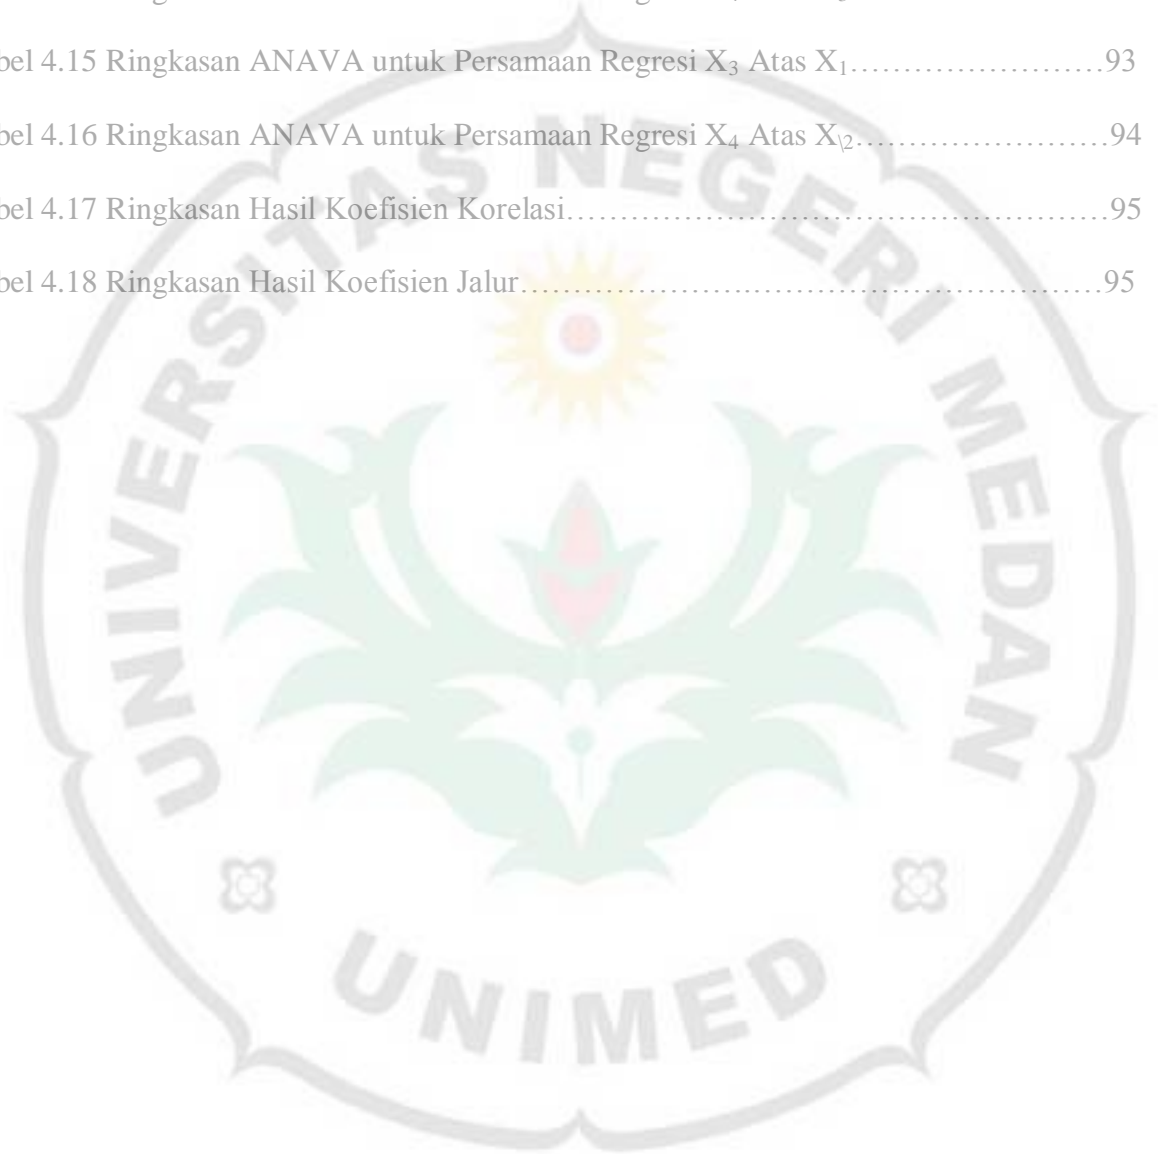 bel 4.15 Ringkasan ANAVA untuk Persamaan Regresi X₃ Atas X₁……………………93
bel 4.16 Ringkasan ANAVA untuk Persamaan Regresi X₄ Atas X\₂……………………94
bel 4.17 Ringkasan Hasil Koefisien Korelasi……………………………………………95
bel 4.18 Ringkasan Hasil Koefisien Jalur………………………………………………95
UNIVERSITAS NEGERI MEDAN
UNIMED